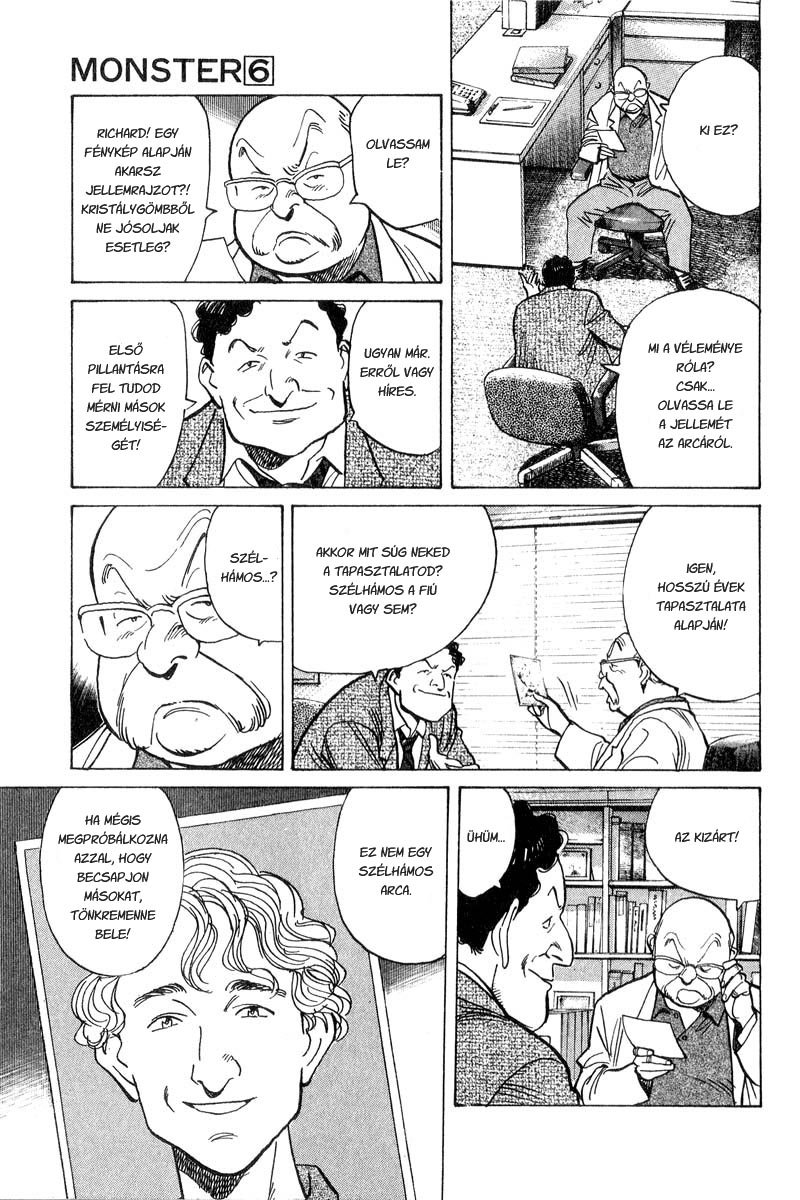 MONSTER 6
KI EZ?
MI A VÉLEMÉNYE
RÓLA?
CSAK...
OLVASSA LE
A JELLEMÉT
AZ ARCÁRÓL.
OLVASSAM
LE?
RICHARD! EGY
FÉNYKÉP ALAPJÁN
AKARSZ
JELLEMRAJZOT?!
KRISTÁLYGÖMBBŐL
NE JÓSOLJAK
ESETLEG?
UGYAN MÁR.
ERRŐL VAGY
HÍRES.
ELSŐ
PILLANTÁSRA
FEL TUDOD
MÉRNI MÁSOK
SZEMÉLYISÉ-
GÉT!
IGEN,
HOSSZÚ ÉVEK
TAPASZTALATA
ALAPJÁN!
AKKOR MIT SÚG NEKED
A TAPASZTALATOD?
SZÉLHÁMOS A FIÚ
VAGY SEM?
SZÉL-
HÁMOS...?
AZ KIZÁRT!
ÜHÜM...
EZ NEM EGY
SZÉLHÁMOS
ARCA.
HA MÉGIS
MEGPRÓBÁLKOZNA
AZZAL, HOGY
BECSAPJON
MÁSOKAT,
TÖNKREMENNE
BELE!